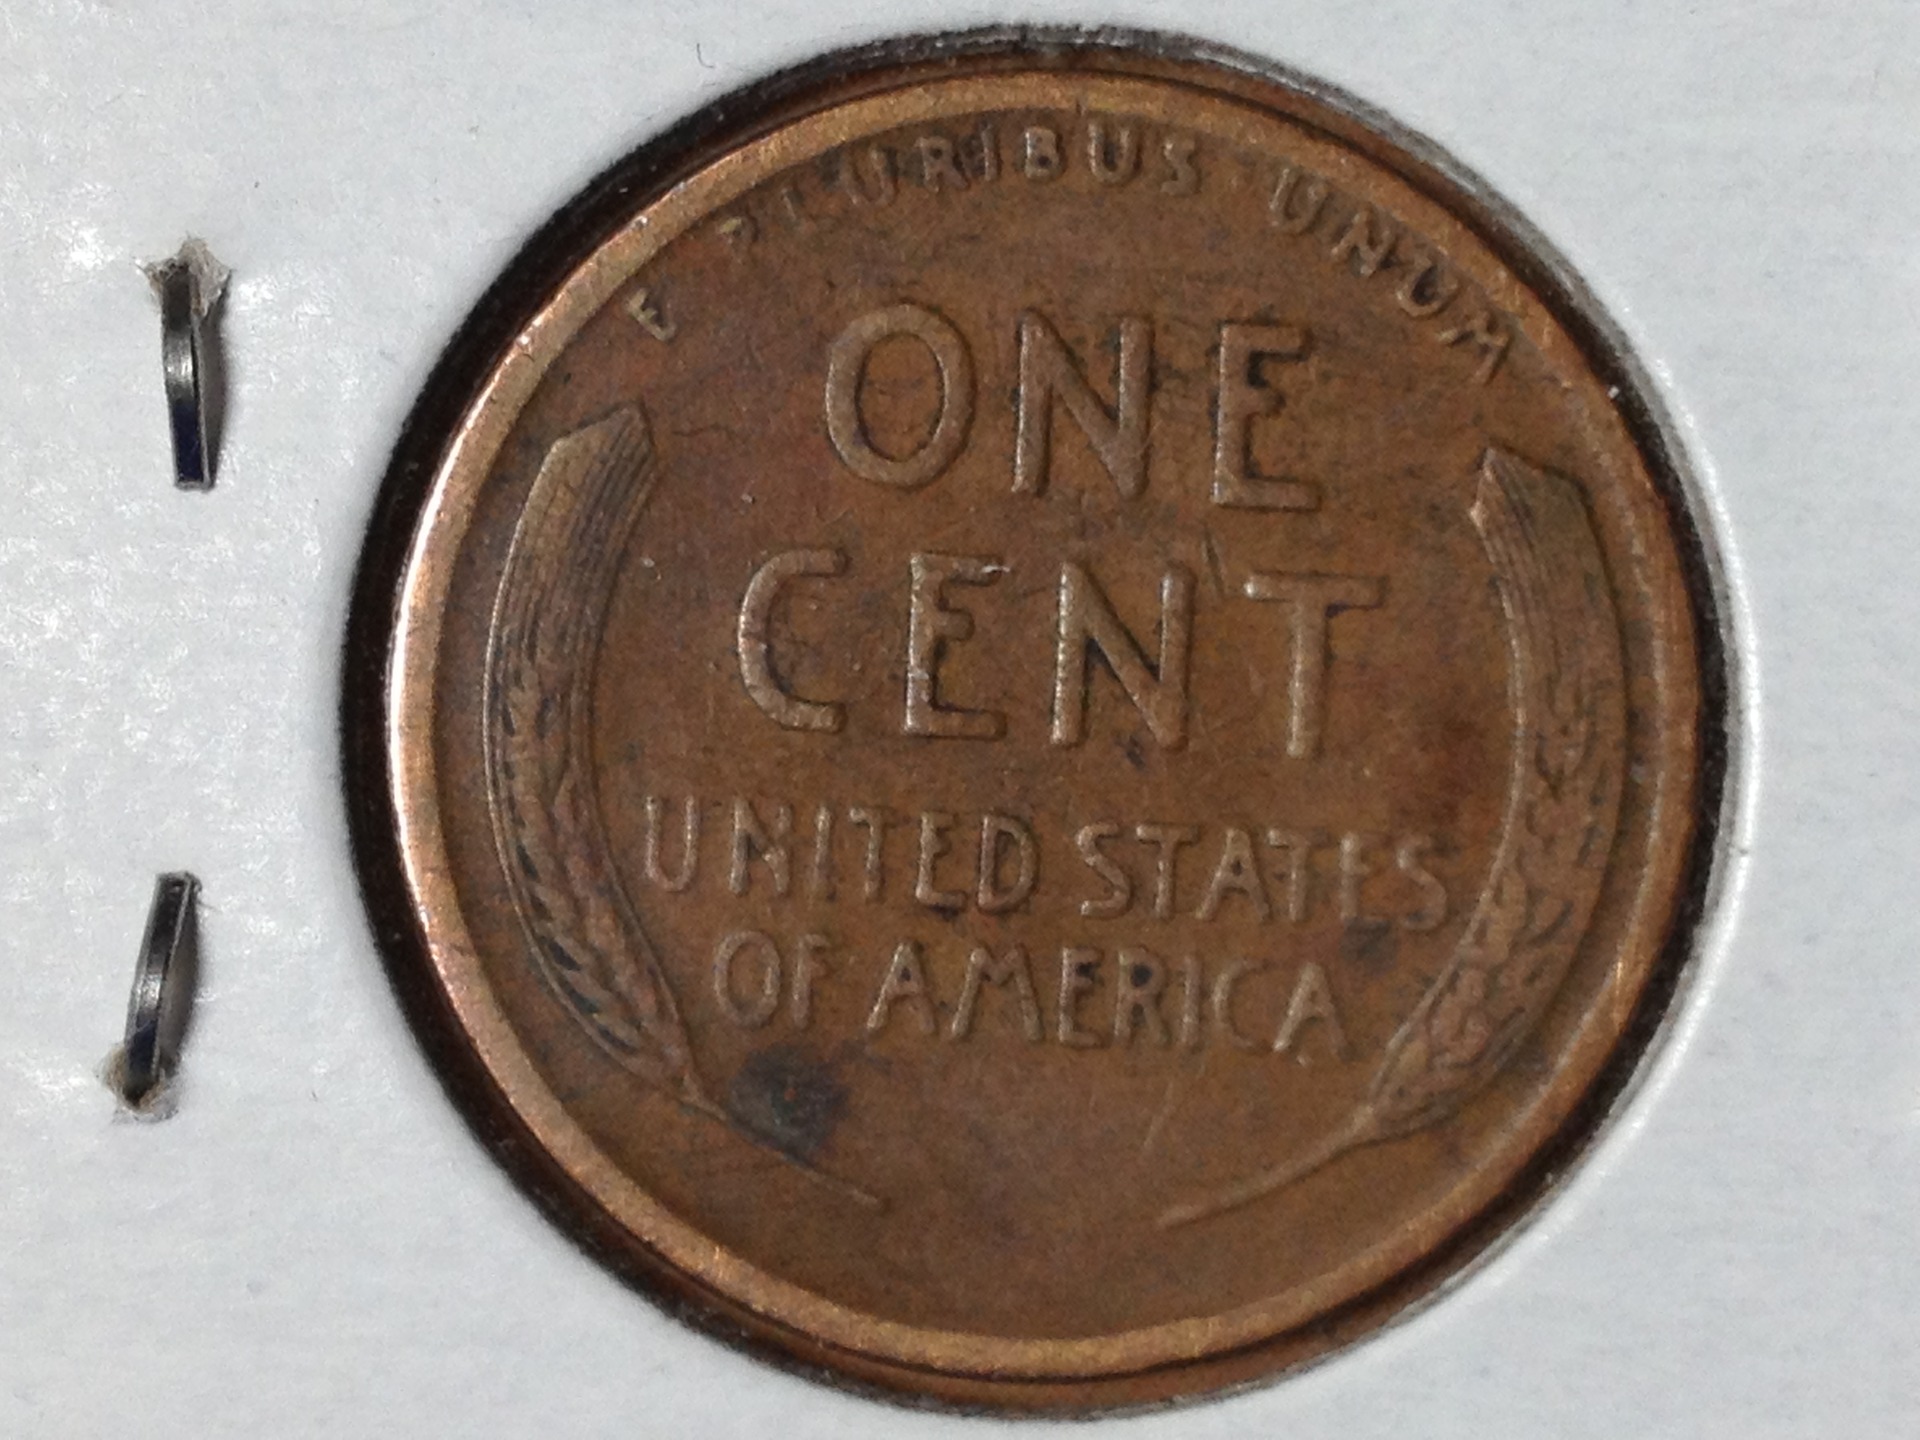 E PLURIBUS UNUM
ONE
CENT
UNITED STATES
OF AMERICA